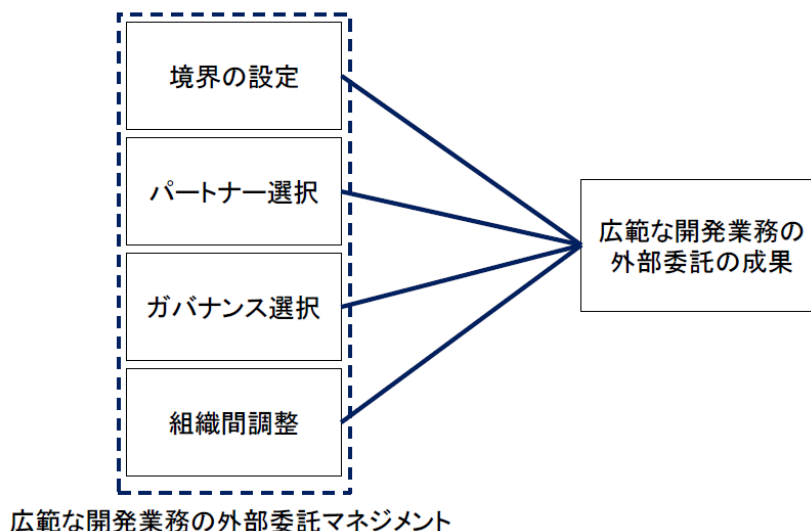 境界の設定
パートナー選択
ガバナンス選択
組織間調整
広範な開発業務の
外部委託の成果
広範な開発業務の外部委託マネジメント